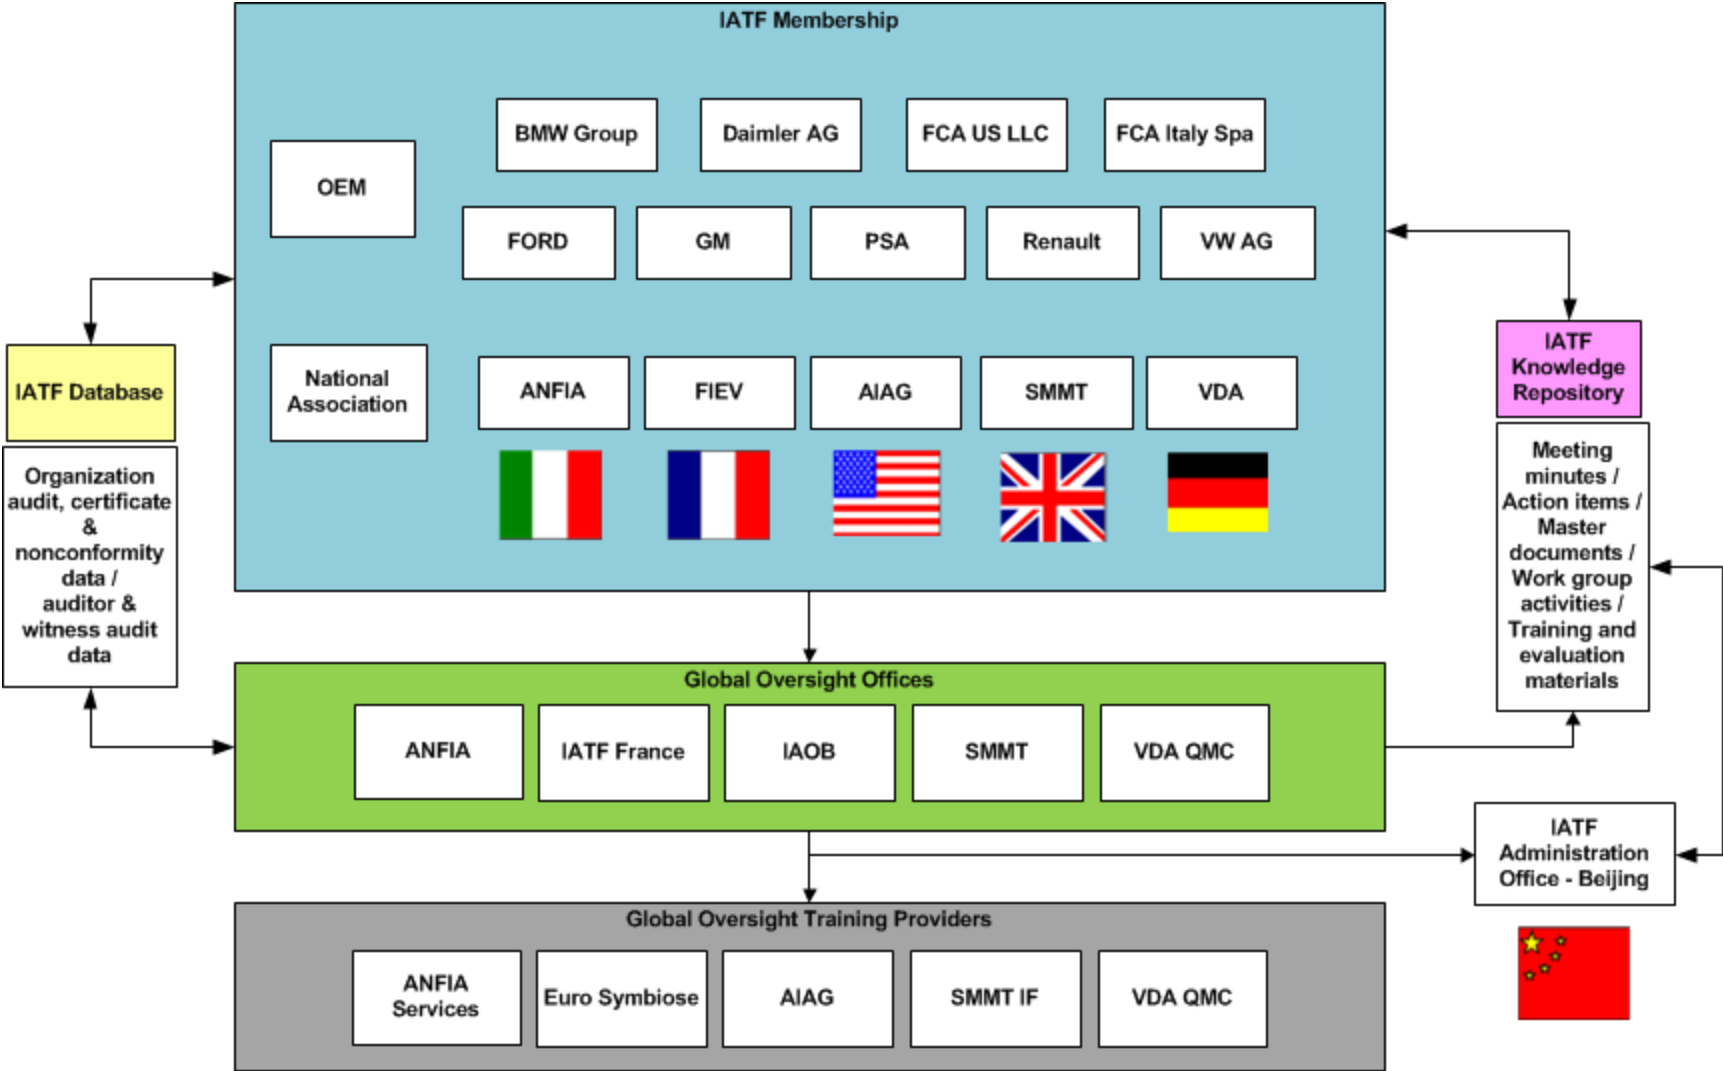 IATF Membership
BMW Group
Daimler AG
FCA US LLC
FCA Italy Spa
OEM
FORD
GM
PSA
Renault
VW AG
National
Association
ANFIA
FIEV
AIAG
SMMT
VDA
IATF Database
Organization
audit, certificate
&
nonconformity
data /
auditor &
witness audit
data
IATF
Knowledge
Repository
Meeting
minutes /
Action items /
Master
documents /
Work group
activities /
Training and
evaluation
materials
Global Oversight Offices
ANFIA
IATF France
IAOB
SMMT
VDA QMC
IATF
Administration
Office - Beijing
Global Oversight Training Providers
ANFIA
Services
Euro Symbiose
AIAG
SMMT IF
VDA QMC